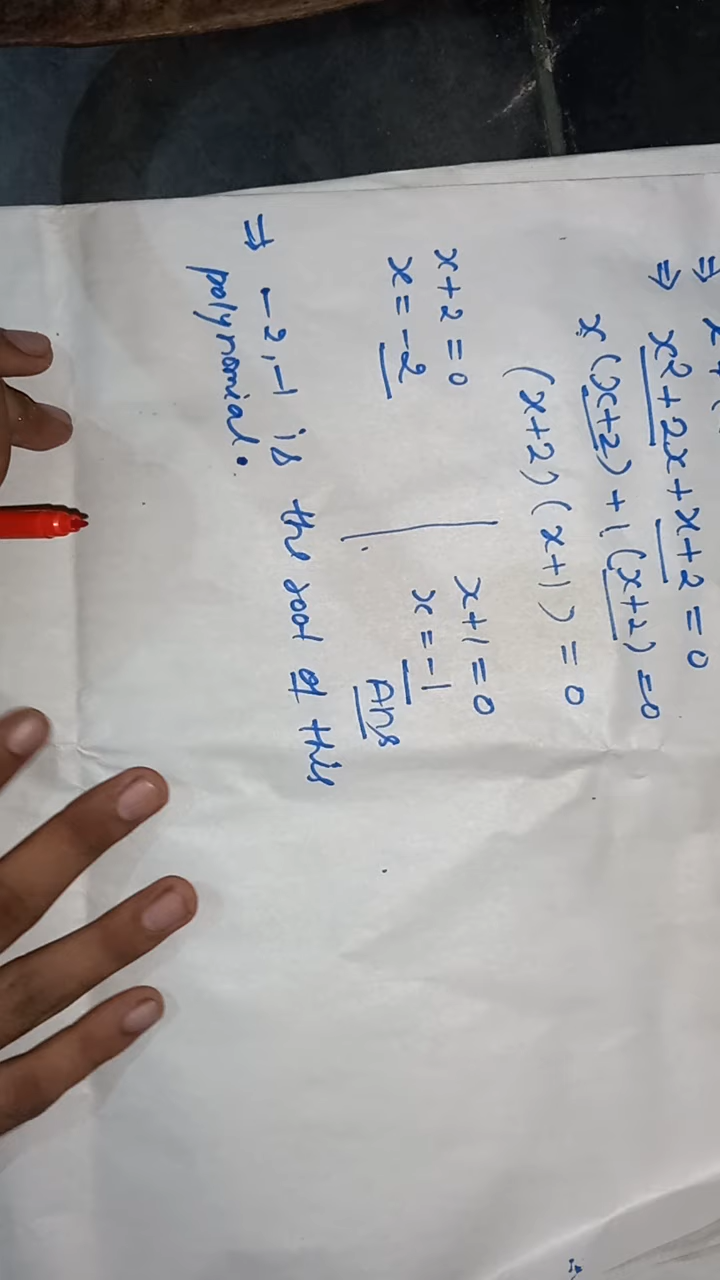 ⇒ x² + 2x + x + 2 = 0
x (x+2) + 1 (x+2) = 0
(x+2) (x+1) = 0
x + 2 = 0 x + 1 = 0
x = -2 x = -1
Ans
⇒ -2, -1 is the root of this
polynomial.